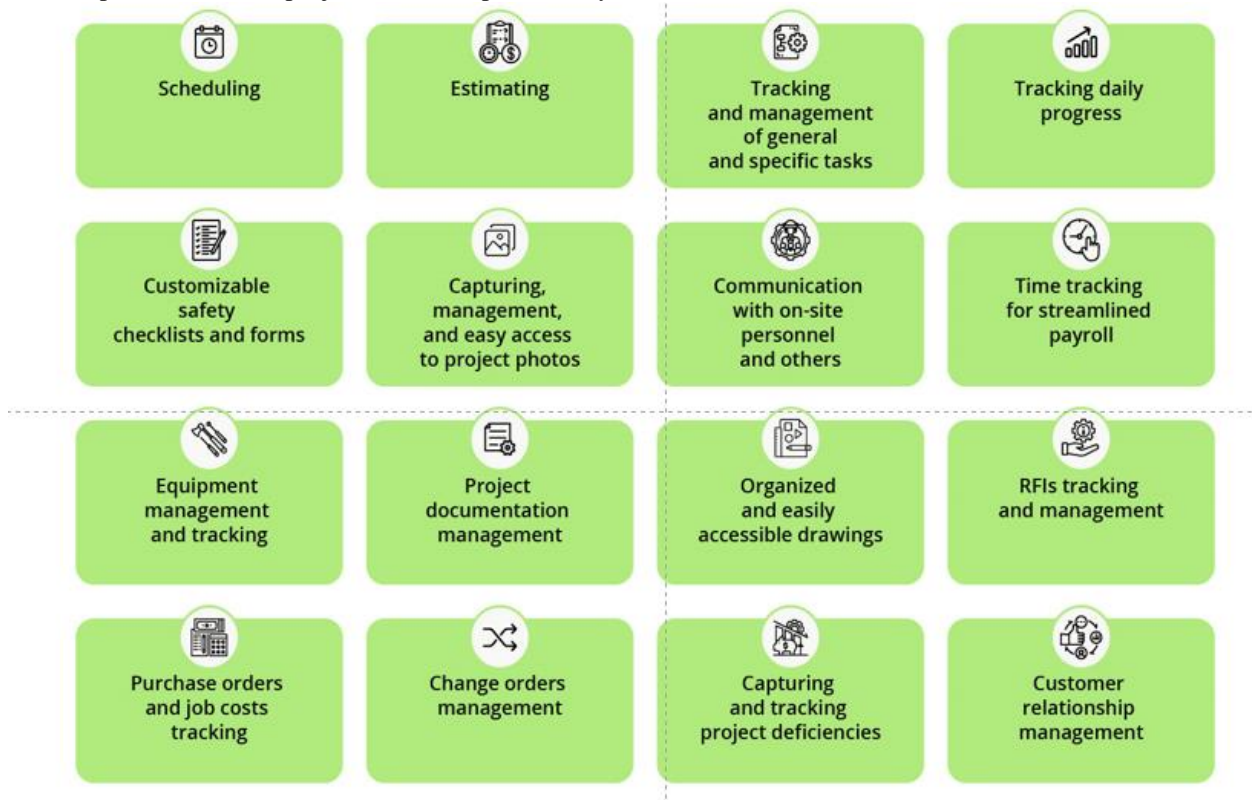 Scheduling
Estimating
Tracking
and management
of general
and specific tasks
Tracking daily
progress
Customizable
safety
checklists and forms
Capturing,
management,
and easy access
to project photos
Communication
with on-site
personnel
and others
Time tracking
for streamlined
payroll
Equipment
management
and tracking
Project
documentation
management
Organized
and easily
accessible drawings
RFIs tracking
and management
Purchase orders
and job costs
tracking
Change orders
management
Capturing
and tracking
project deficiencies
Customer
relationship
management